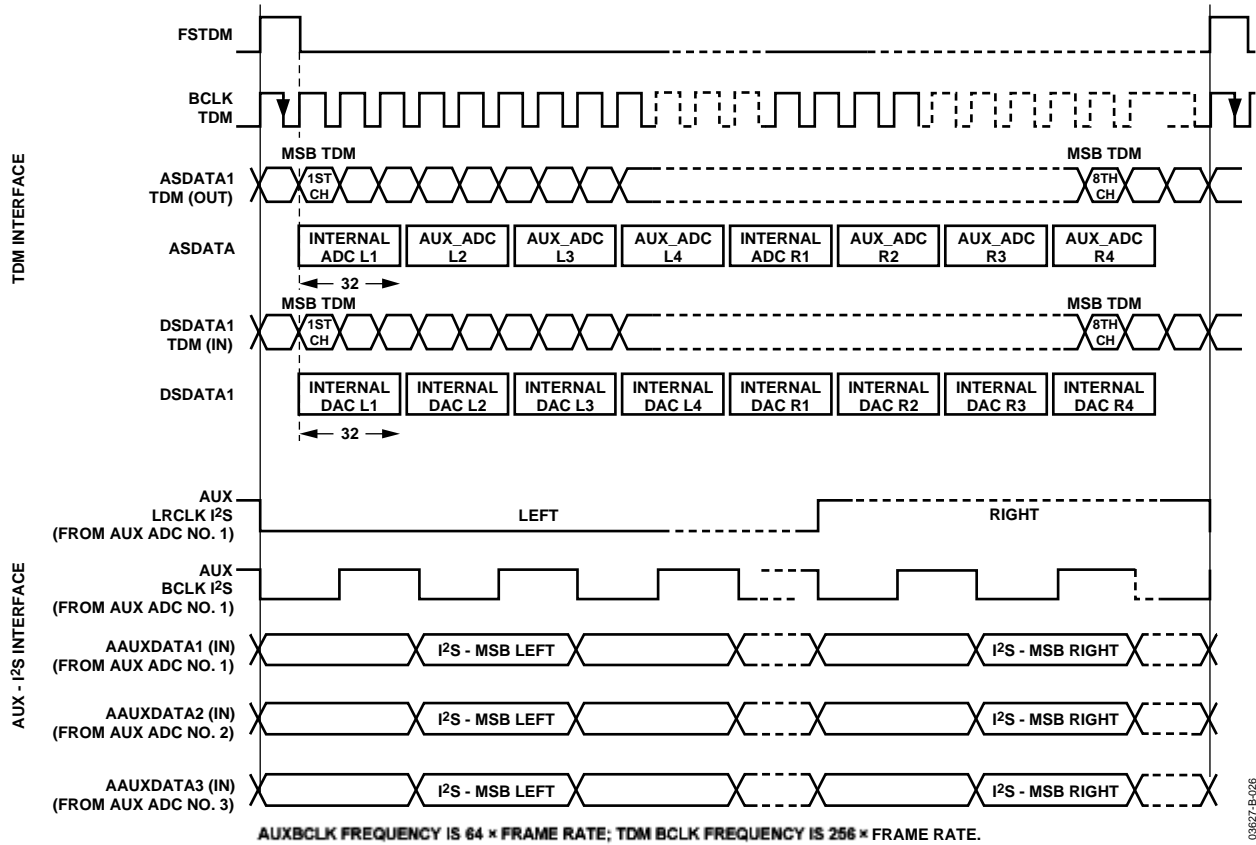 FSTDM
BCLK
TDM
MSB TDM
MSB TDM
ASDATA1
TDM (OUT)
1ST
CH
8TH
CH
ASDATA
INTERNAL
ADC L1
AUX_ADC
L2
AUX_ADC
L3
AUX_ADC
L4
INTERNAL
ADC R1
AUX_ADC
R2
AUX_ADC
R3
AUX_ADC
R4
32
MSB TDM
MSB TDM
DSDATA1
TDM (IN)
1ST
CH
8TH
CH
DSDATA1
INTERNAL
DAC L1
INTERNAL
DAC L2
INTERNAL
DAC L3
INTERNAL
DAC L4
INTERNAL
DAC R1
INTERNAL
DAC R2
INTERNAL
DAC R3
INTERNAL
DAC R4
32
TDM INTERFACE
AUX
LRCLK I²S
(FROM AUX ADC NO. 1)
LEFT
RIGHT
AUX
BCLK I²S
(FROM AUX ADC NO. 1)
AAUXDATA1 (IN)
(FROM AUX ADC NO. 1)
I²S - MSB LEFT
I²S - MSB RIGHT
AAUXDATA2 (IN)
(FROM AUX ADC NO. 2)
I²S - MSB LEFT
I²S - MSB RIGHT
AAUXDATA3 (IN)
(FROM AUX ADC NO. 3)
I²S - MSB LEFT
I²S - MSB RIGHT
AUX - I²S INTERFACE
AUXBCLK FREQUENCY IS 64 × FRAME RATE; TDM BCLK FREQUENCY IS 256 × FRAME RATE.
03627-B-026